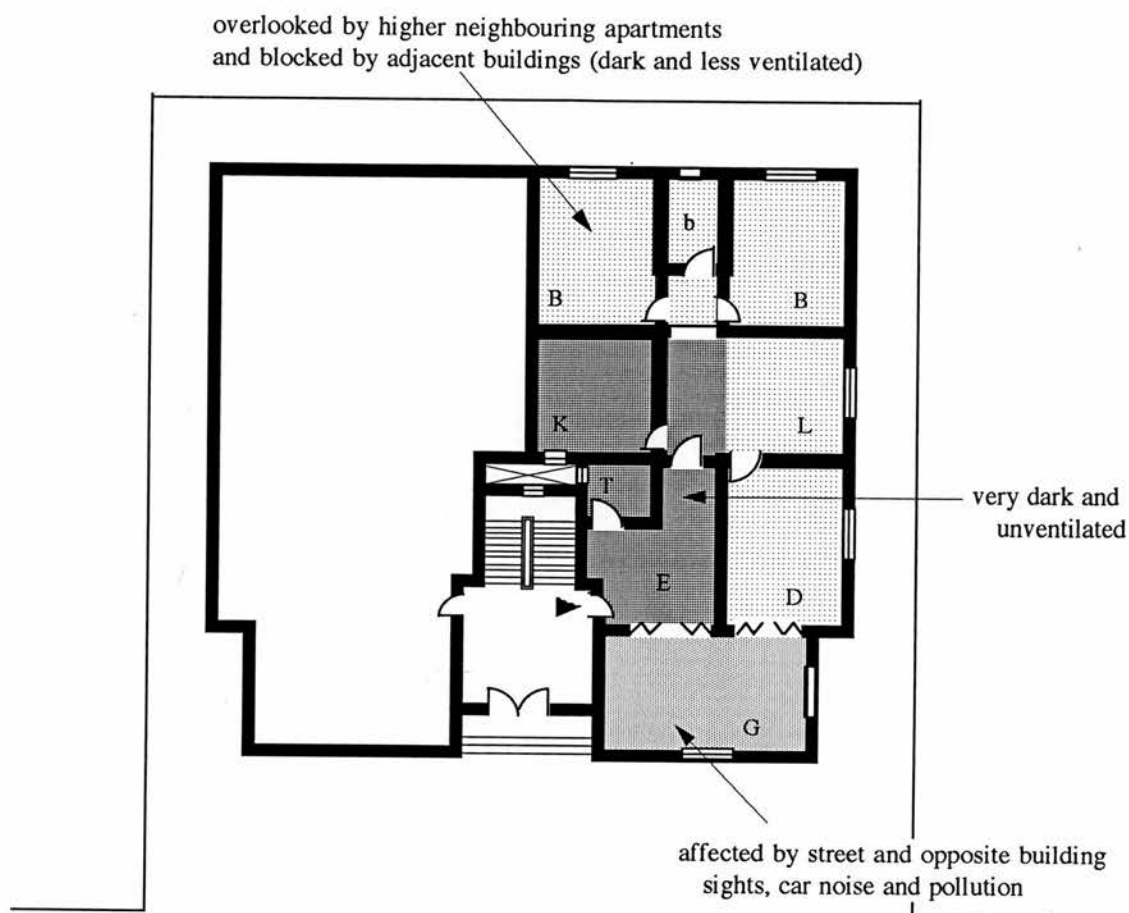 overlooked by higher neighbouring apartments
and blocked by adjacent buildings (dark and less ventilated)
b
B
B
K
L
T
very dark and
unventilated
E
D
G
affected by street and opposite building
sights, car noise and pollution